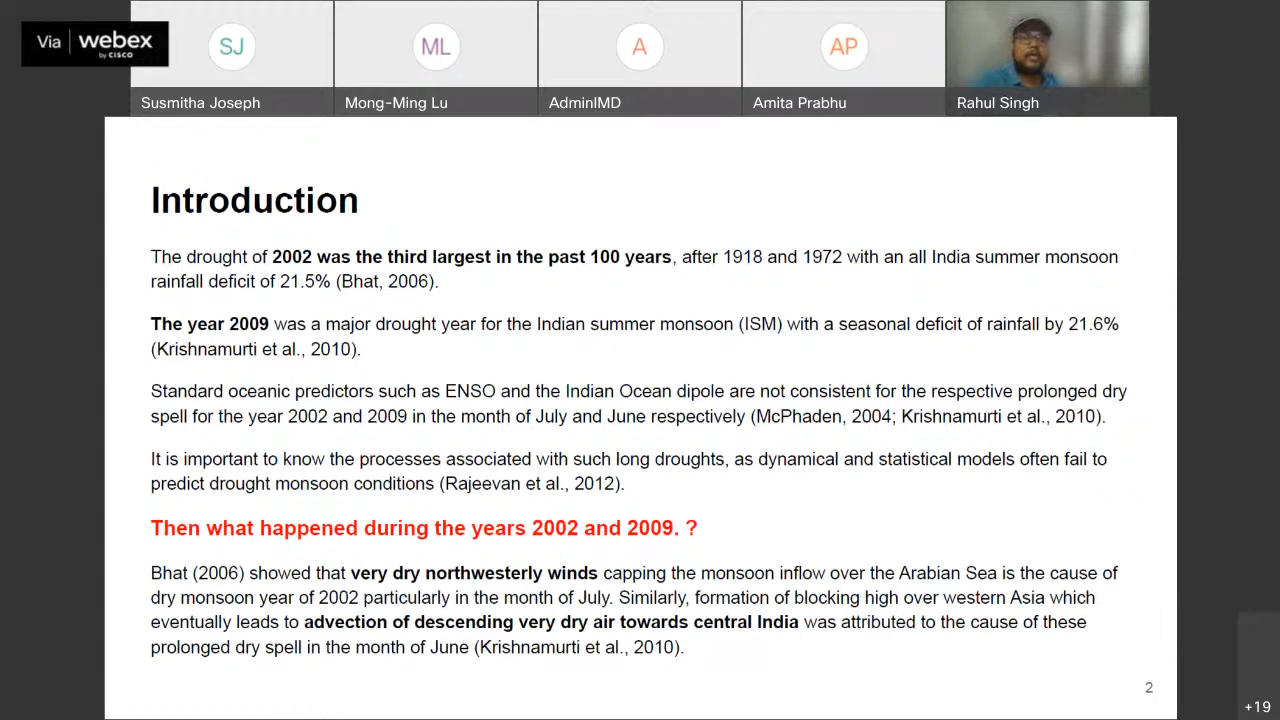 Via webex
by CISCO
SJ
ML
A
AP
Susmitha Joseph
Mong-Ming Lu
AdminIMD
Amita Prabhu
Rahul Singh
Introduction
The drought of 2002 was the third largest in the past 100 years, after 1918 and 1972 with an all India summer monsoon
rainfall deficit of 21.5% (Bhat, 2006).
The year 2009 was a major drought year for the Indian summer monsoon (ISM) with a seasonal deficit of rainfall by 21.6%
(Krishnamurti et al., 2010).
Standard oceanic predictors such as ENSO and the Indian Ocean dipole are not consistent for the respective prolonged dry
spell for the year 2002 and 2009 in the month of July and June respectively (McPhaden, 2004; Krishnamurti et al., 2010).
It is important to know the processes associated with such long droughts, as dynamical and statistical models often fail to
predict drought monsoon conditions (Rajeevan et al., 2012).
Then what happened during the years 2002 and 2009. ?
Bhat (2006) showed that very dry northwesterly winds capping the monsoon inflow over the Arabian Sea is the cause of
dry monsoon year of 2002 particularly in the month of July. Similarly, formation of blocking high over western Asia which
eventually leads to advection of descending very dry air towards central India was attributed to the cause of these
prolonged dry spell in the month of June (Krishnamurti et al., 2010).
2
+19